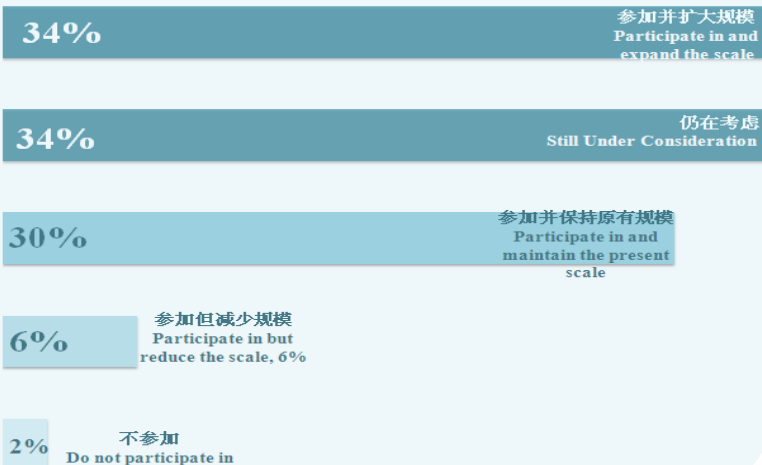 34%
参加并扩大规模
Participate in and
expand the scale
34%
仍在考虑
Still Under Consideration
30%
参加并保持原有规模
Participate in and
maintain the present
scale
6%
参加但减少规模
Participate in but
reduce the scale, 6%
2%
不参加
Do not participate in